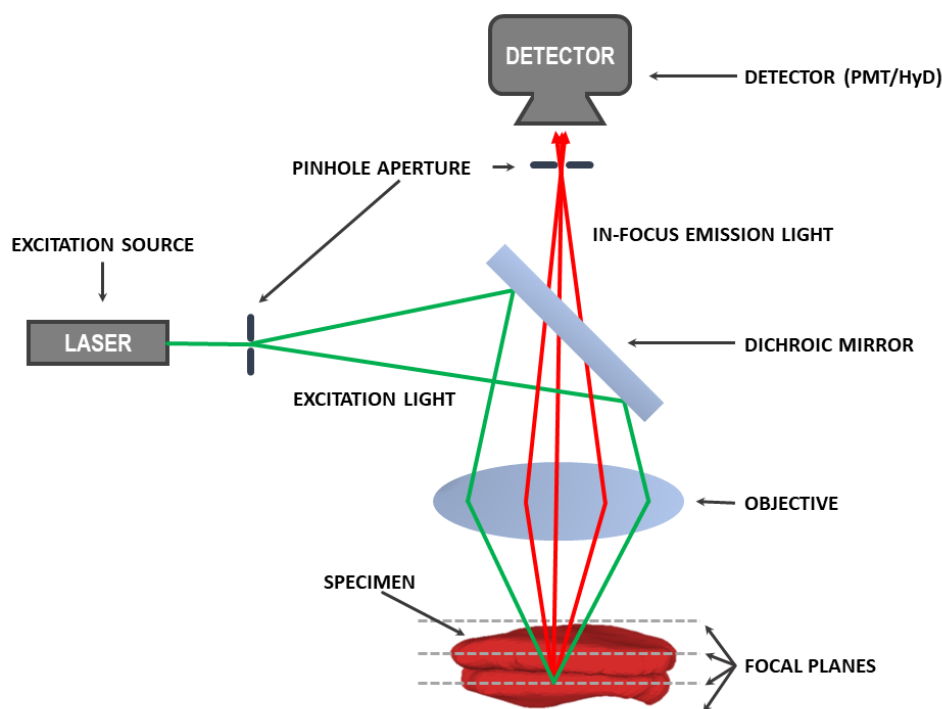 DETECTOR
DETECTOR (PMT/HyD)
PINHOLE APERTURE
IN-FOCUS EMISSION LIGHT
EXCITATION SOURCE
LASER
DICHROIC MIRROR
EXCITATION LIGHT
OBJECTIVE
SPECIMEN
FOCAL PLANES